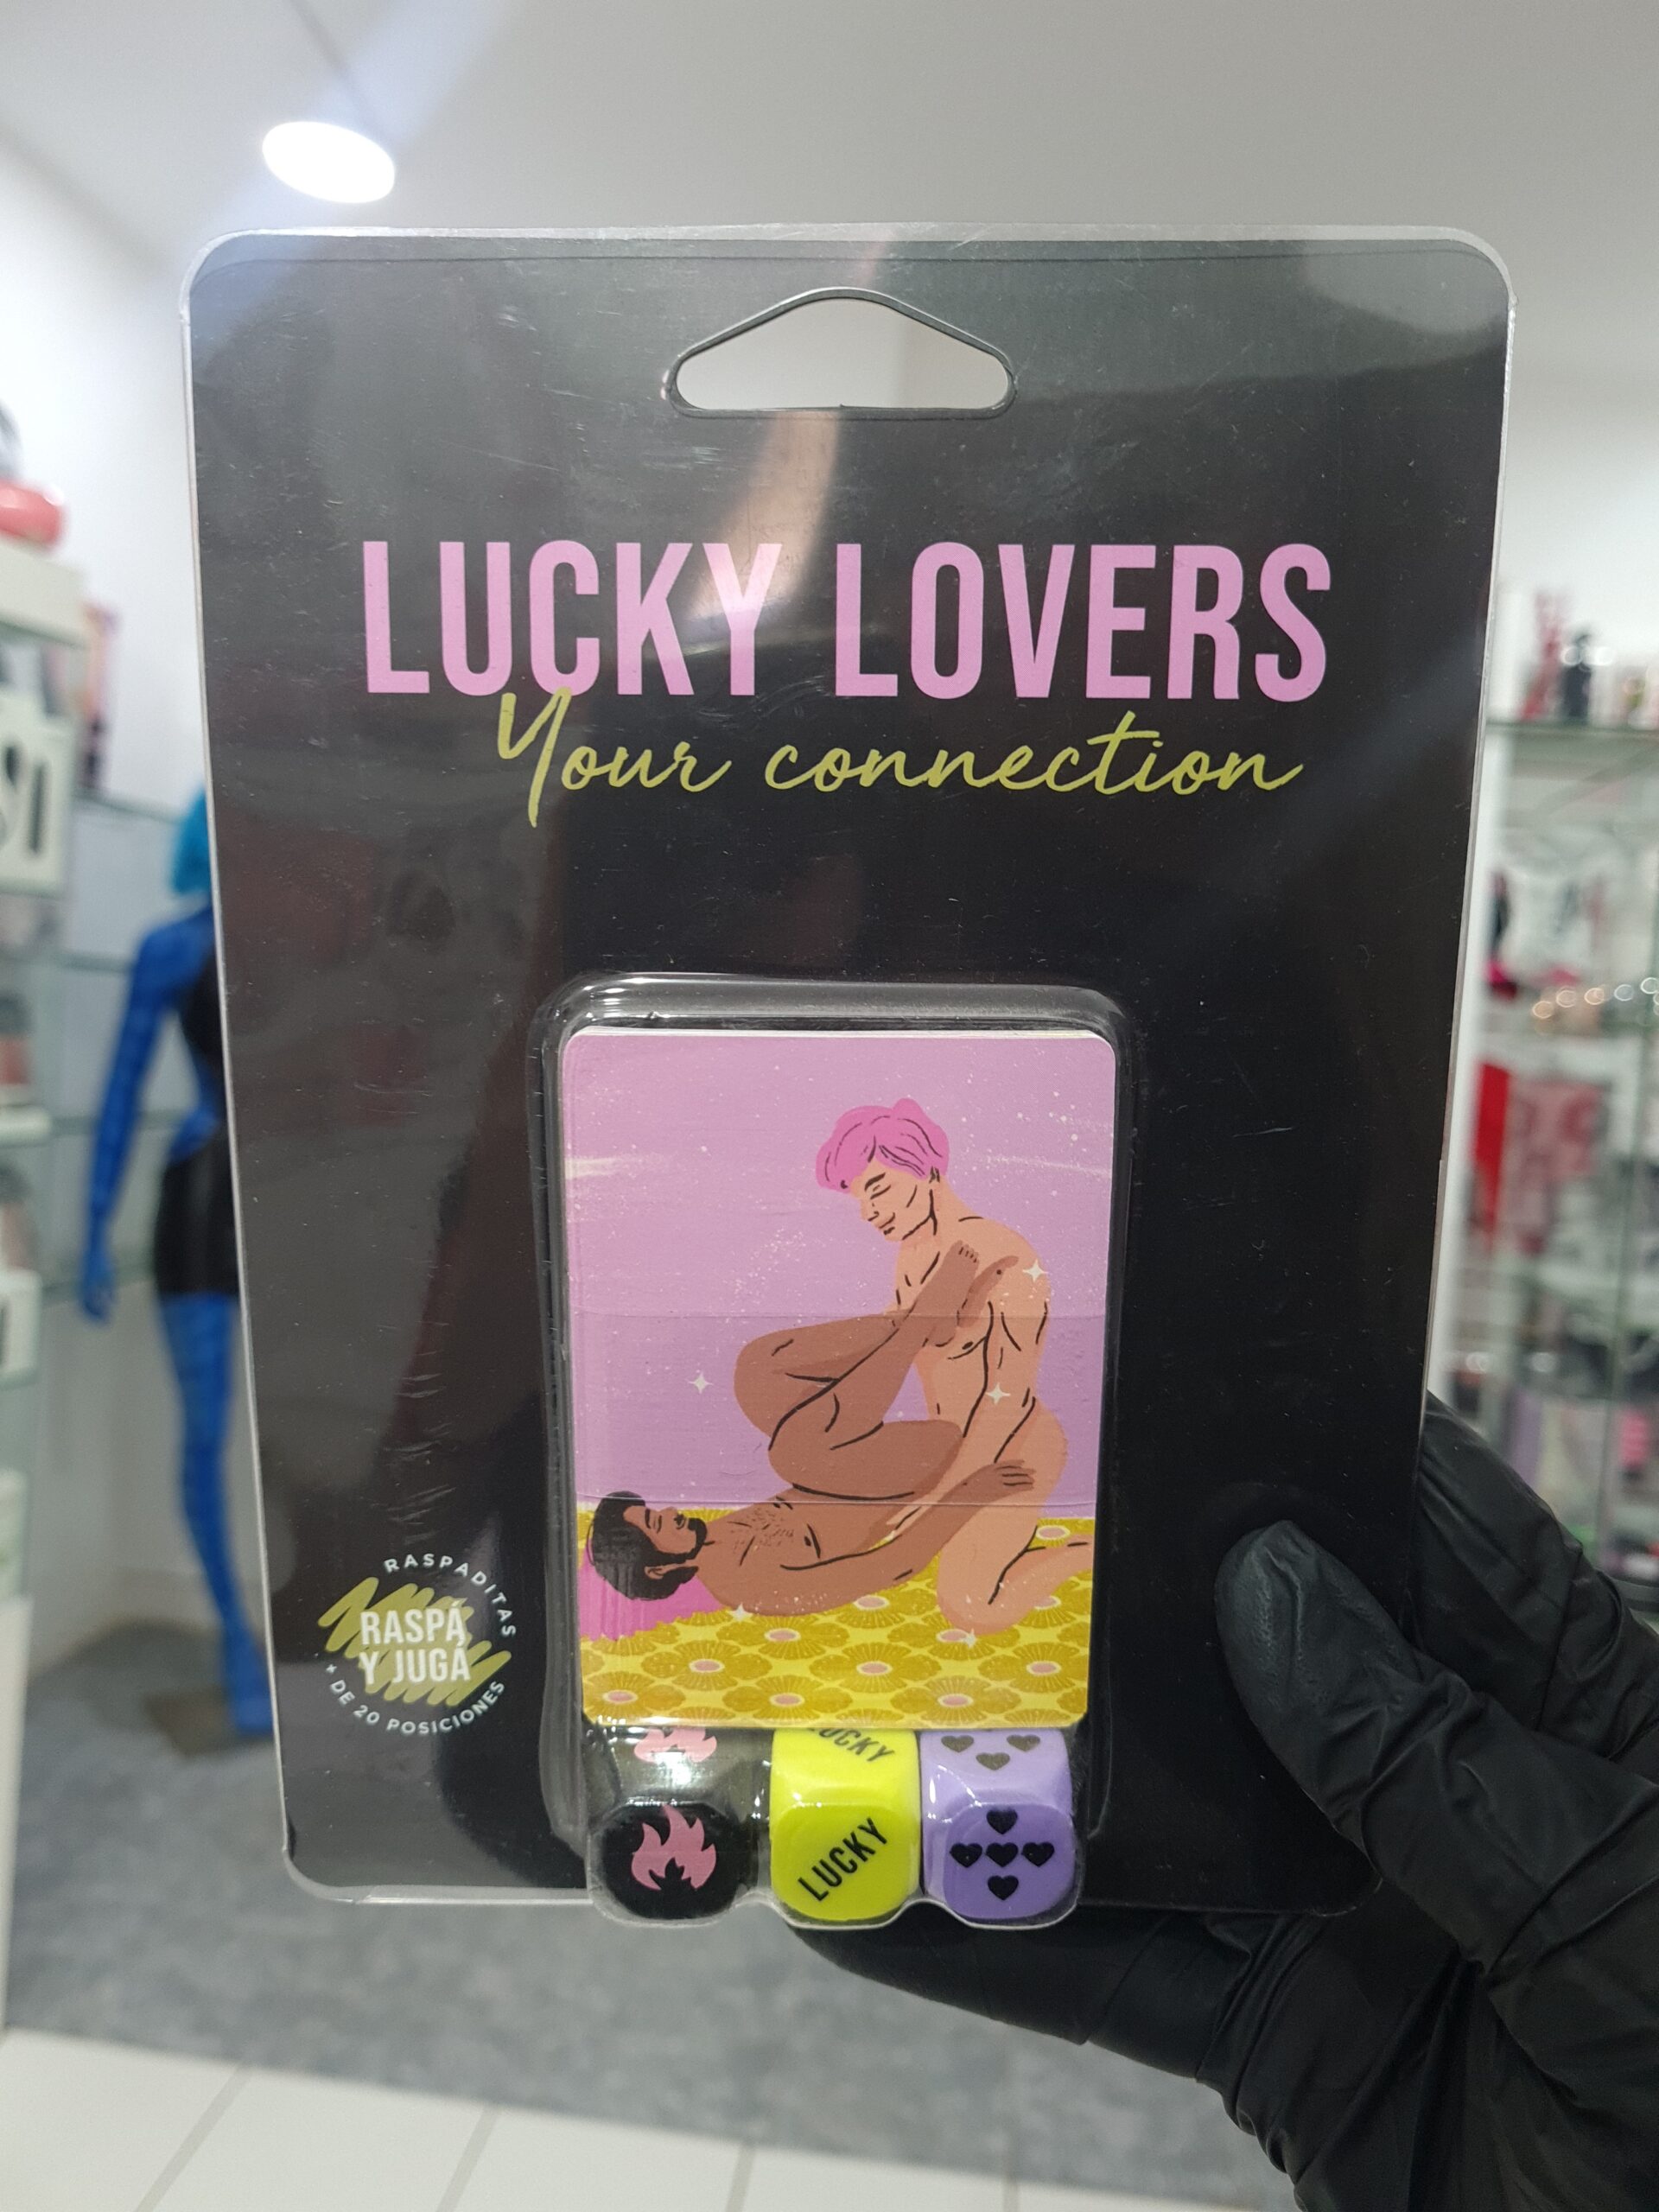 LUCKY LOVERS
Your connection
RASPADITAS
RASPÁ
Y JUGÁ
+ DE 20 POSICIONES
LUCKY
LUCKY